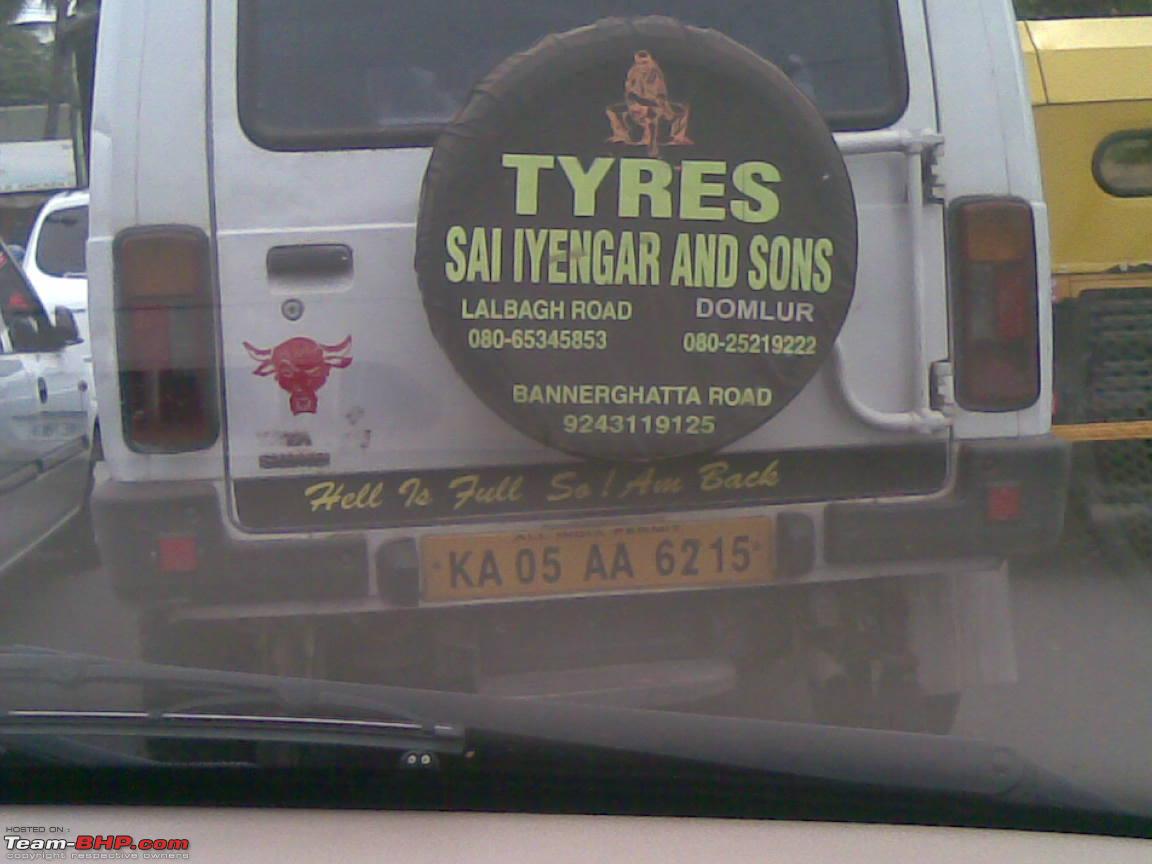 TYRES
SAI IYENGAR AND SONS
LALBAGH ROAD DOMLUR
080-65345853 080-25219222
BANNERGHATTA ROAD
9243119125
Hell Is Full So ! Am Back
ALL INDIA PERMIT
KA 05 AA 6215
HOSTED ON :
Team-BHP.com
copyright respective owners